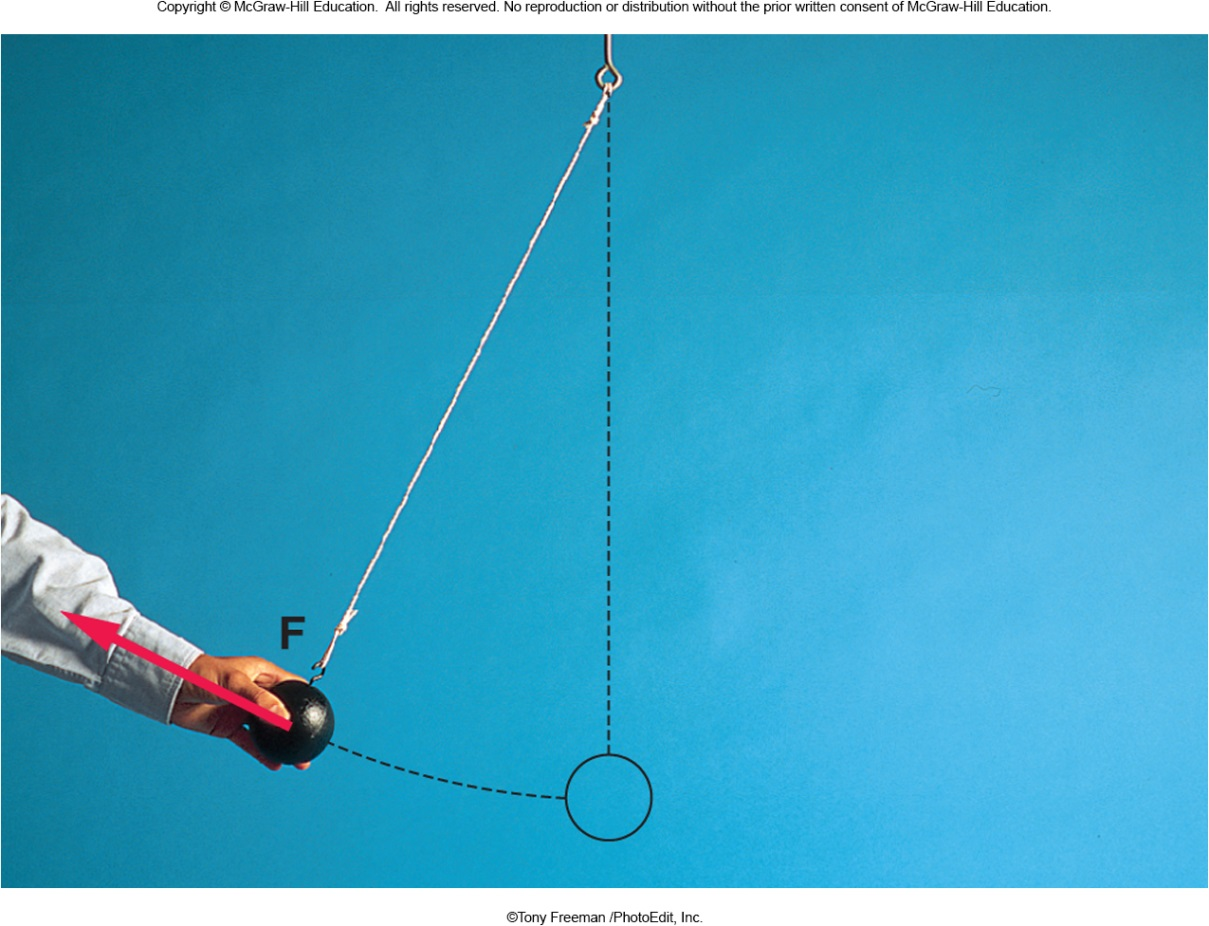 Copyright © McGraw-Hill Education.  All rights reserved. No reproduction or distribution without the prior written consent of McGraw-Hill Education.
F
©Tony Freeman /PhotoEdit, Inc.